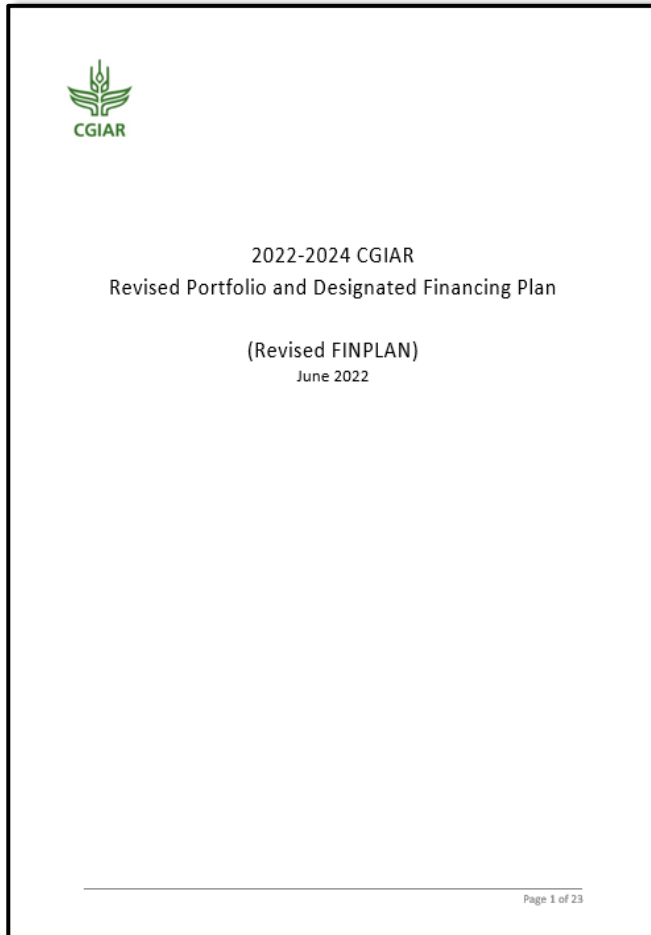 CGIAR
2022-2024 CGIAR
Revised Portfolio and Designated Financing Plan
(Revised FINPLAN)
June 2022
Page 1 of 23